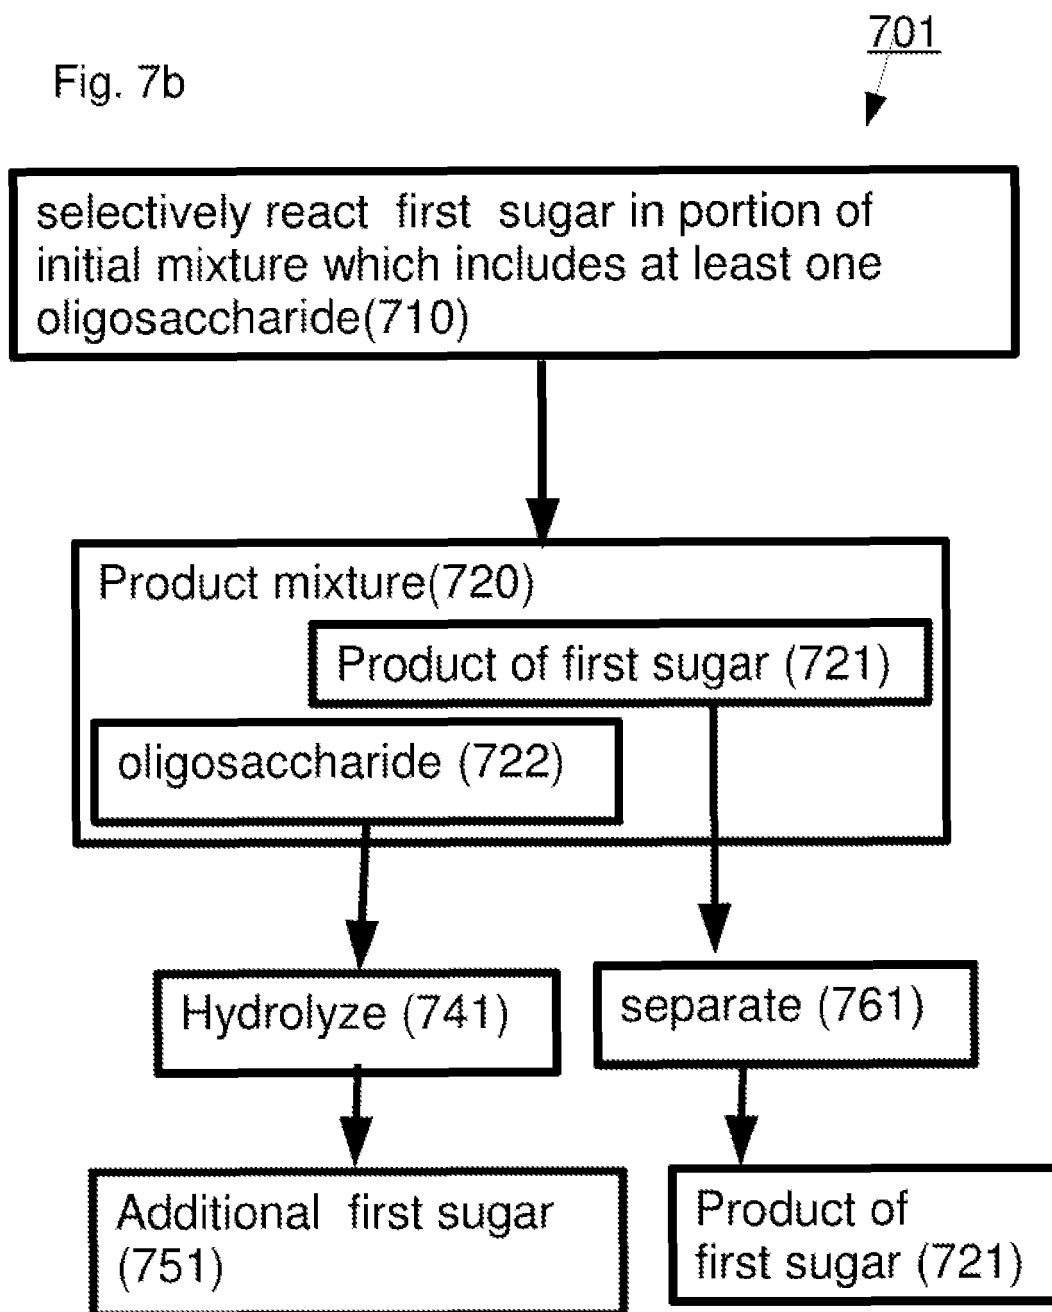 701
Fig. 7b
selectively react first sugar in portion of
initial mixture which includes at least one
oligosaccharide(710)
Product mixture(720)
Product of first sugar (721)
oligosaccharide (722)
Hydrolyze (741)
separate (761)
Additional first sugar
(751)
Product of
first sugar (721)